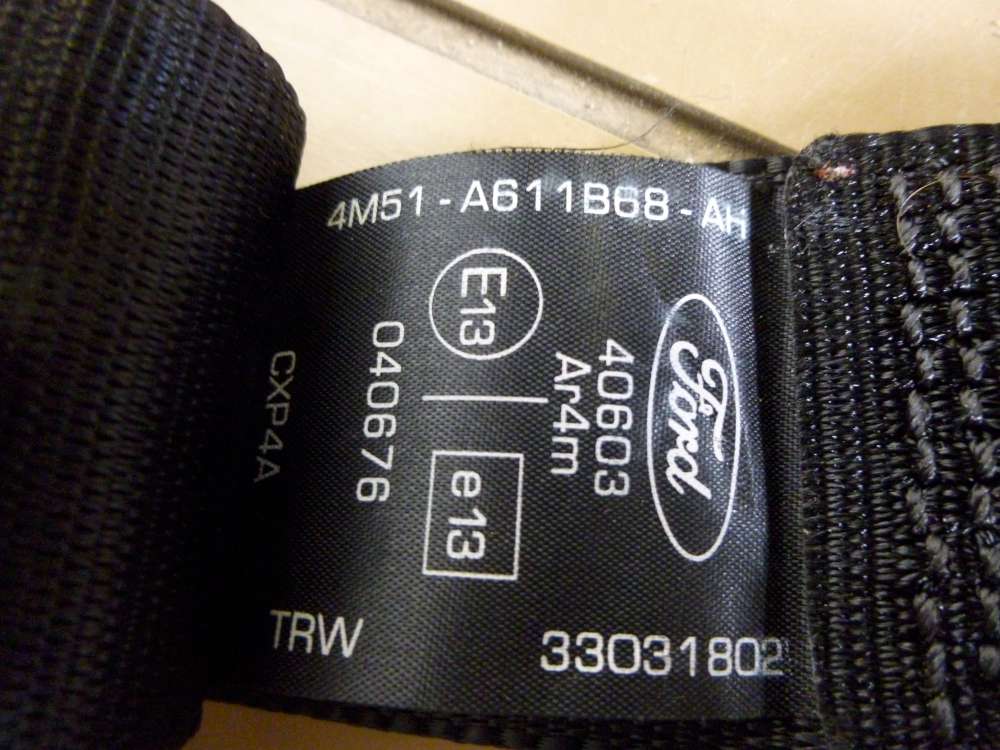 4M51-A611B68-AH
Ford
40603
Ar4m
E13
e13
040676
CXP4A
TRW
33031802